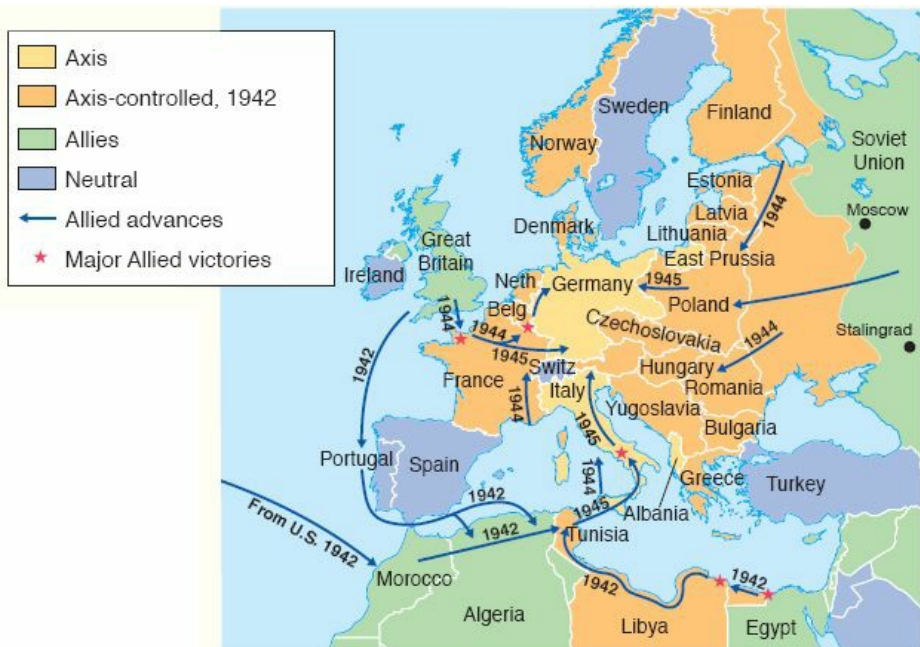 Axis
Axis-controlled, 1942
Allies
Neutral
Allied advances
Major Allied victories
Sweden
Finland
Norway
Soviet
Union
Estonia
Latvia
Lithuania
1944
Moscow
Denmark
East Prussia
Great
Britain
Ireland
Neth
Germany
1945
Belg
Poland
1944
1944
1945
Czechoslovakia
1944
Stalingrad
1942
France
Switz
Hungary
Romania
Italy
Yugoslavia
1944
1945
Bulgaria
Portugal
Spain
1942
1944
Greece
Turkey
Albania
1945
From U.S. 1942
1942
Tunisia
Morocco
1942
1942
Algeria
Libya
Egypt